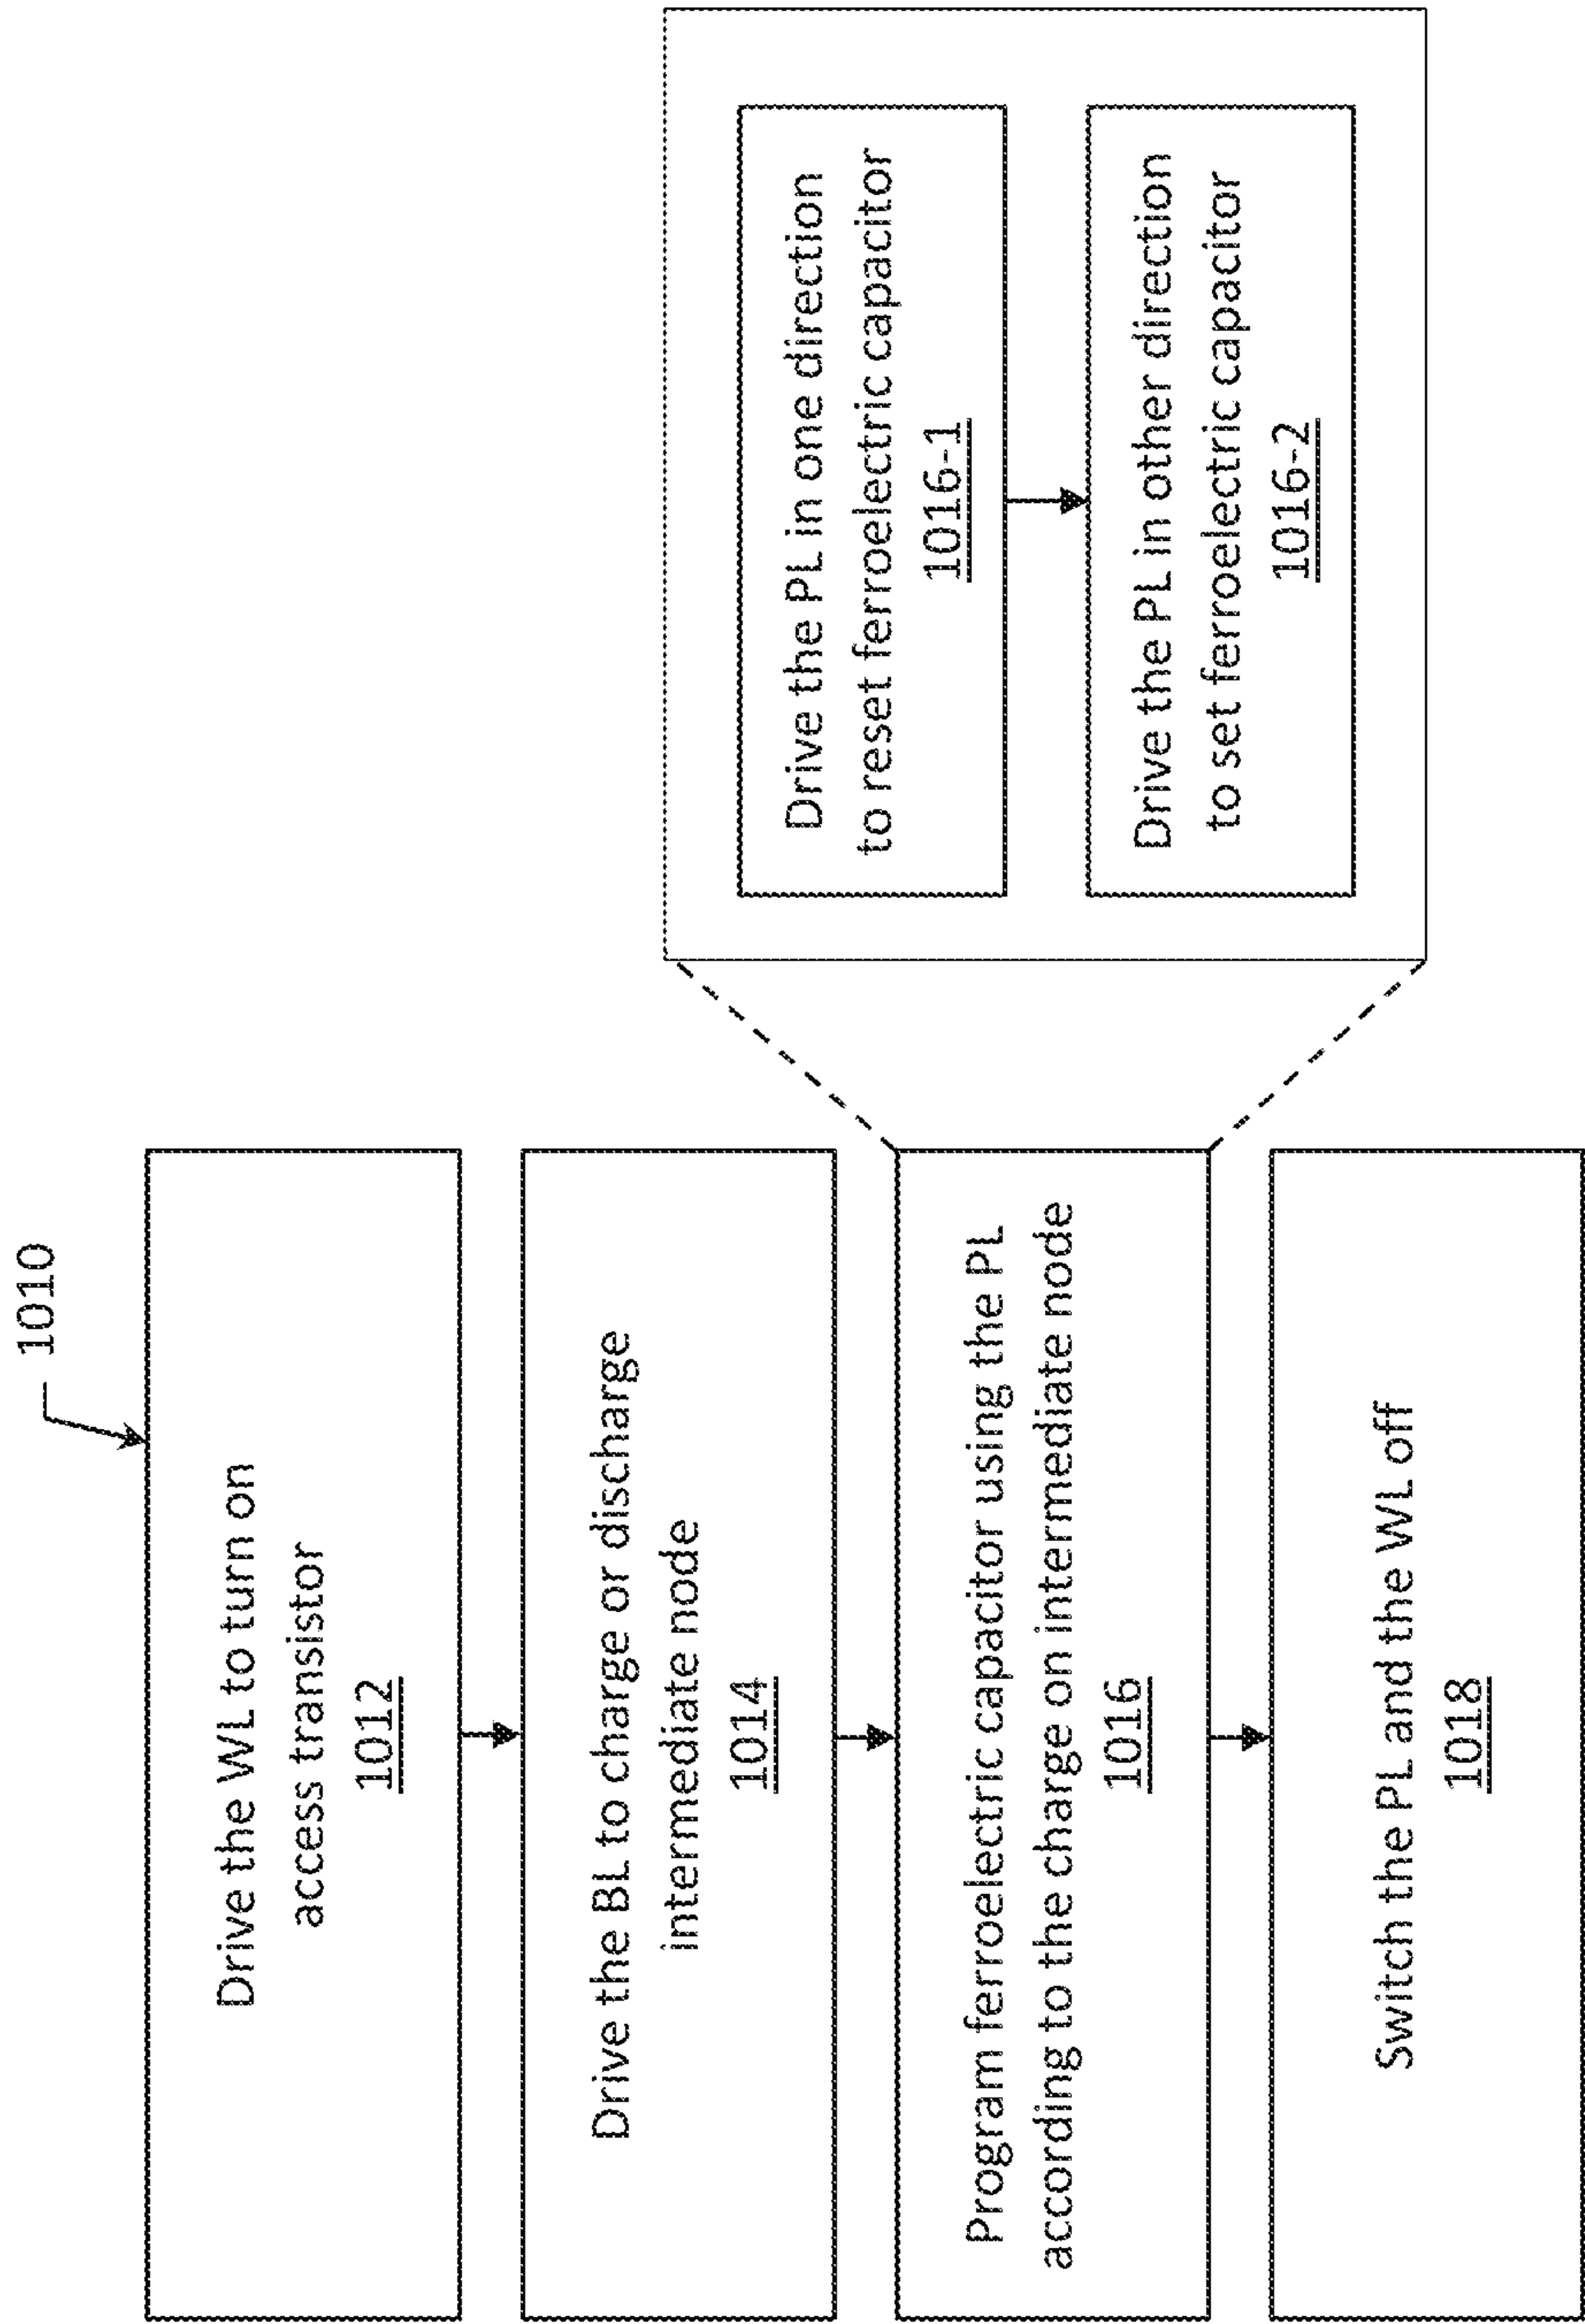 1010
Drive the WL to turn on
access transistor
1012
Drive the BL to charge or discharge
intermediate node
1014
Program ferroelectric capacitor using the PL
according to the charge on intermediate node
1016
Switch the PL and the WL off
1018
Drive the PL in one direction
to reset ferroelectric capacitor
1016-1
Drive the PL in other direction
to set ferroelectric capacitor
1016-2